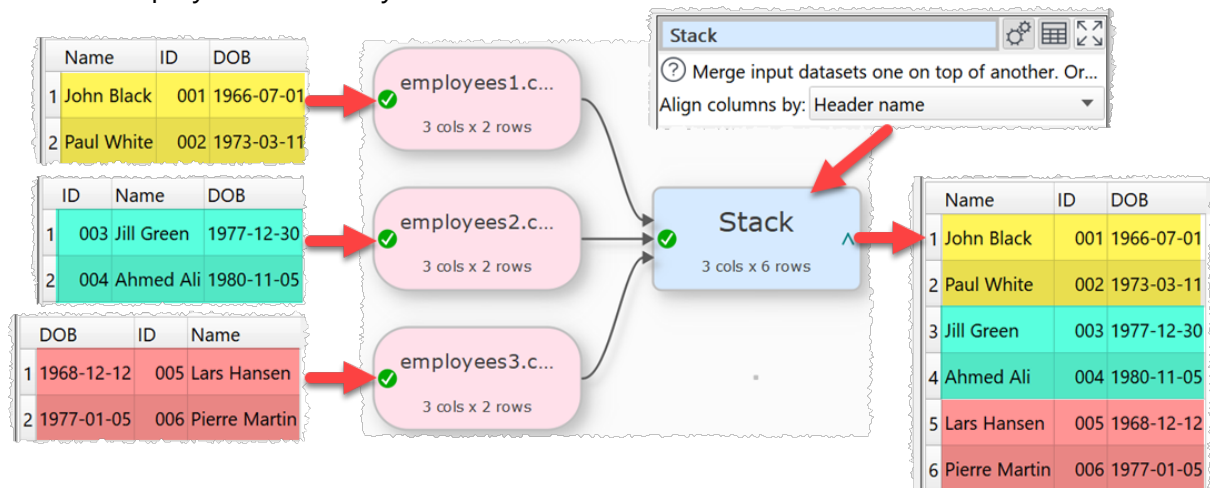 Name ID DOB
1 John Black 001 1966-07-01
2 Paul White 002 1973-03-11
ID Name DOB
1 003 Jill Green 1977-12-30
2 004 Ahmed Ali 1980-11-05
DOB ID Name
1 1968-12-12 005 Lars Hansen
2 1977-01-05 006 Pierre Martin
employees1.c...
3 cols x 2 rows
employees2.c...
3 cols x 2 rows
employees3.c...
3 cols x 2 rows
Stack
? Merge input datasets one on top of another. Or...
Align columns by: Header name
Stack
3 cols x 6 rows
Name ID DOB
1 John Black 001 1966-07-01
2 Paul White 002 1973-03-11
3 Jill Green 003 1977-12-30
4 Ahmed Ali 004 1980-11-05
5 Lars Hansen 005 1968-12-12
6 Pierre Martin 006 1977-01-05